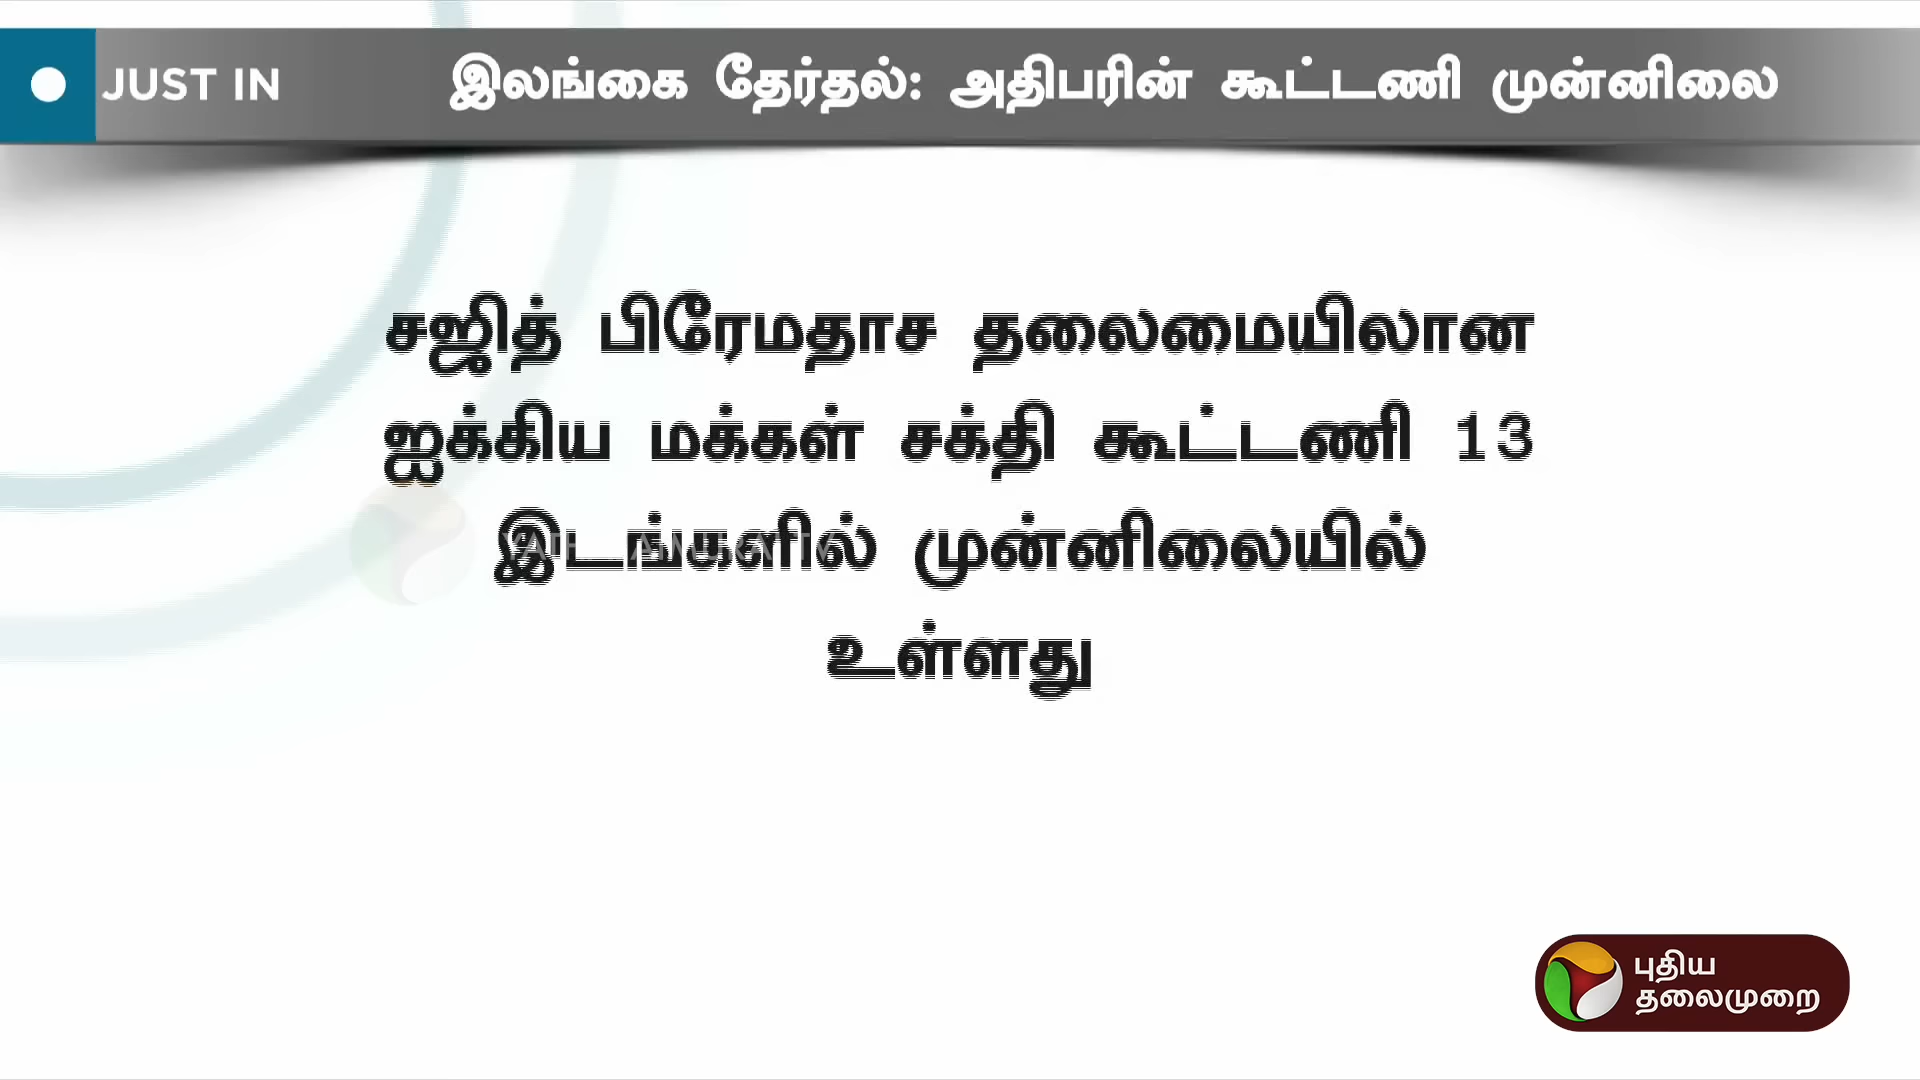 JUST IN இலங்கை தேர்தல்: அதிபரின் கூட்டணி முன்னிலை
சஜித் பிரேமதாச தலைமையிலான
ஐக்கிய மக்கள் சக்தி கூட்டணி 13
இடங்களில் முன்னிலையில்
உள்ளது
புதிய
தலைமுறை